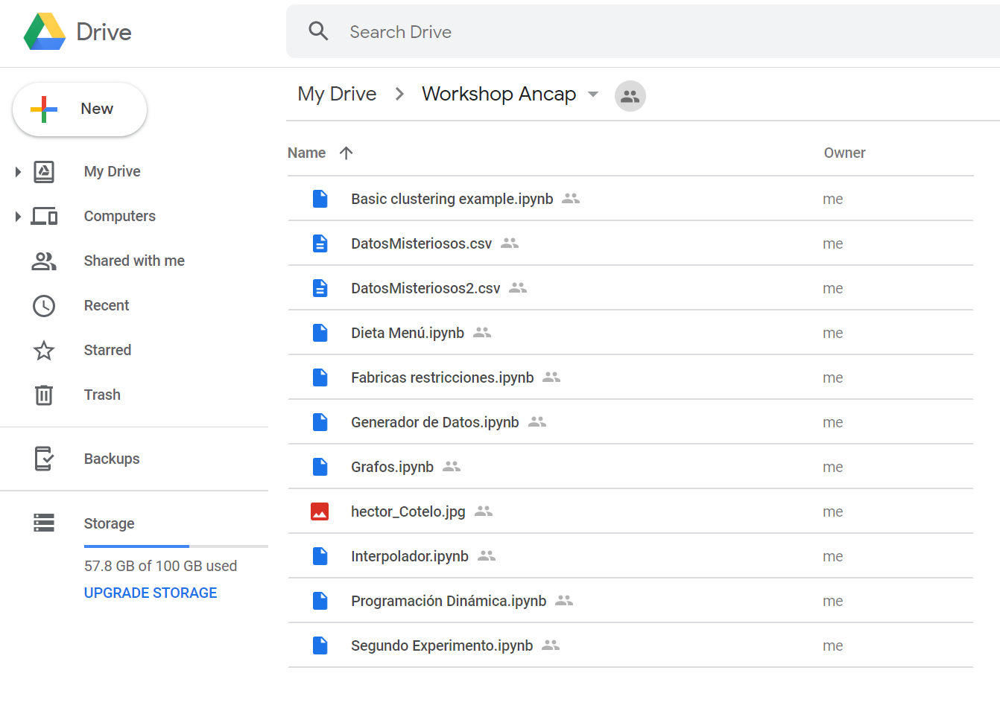 Drive
Search Drive
My Drive
Workshop Ancap
New
Name
Owner
My Drive
Computers
Shared with me
Recent
Starred
Trash
Backups
Storage
57.8 GB of 100 GB used
UPGRADE STORAGE
Basic clustering example.ipynb me
DatosMisteriosos.csv me
DatosMisteriosos2.csv me
Dieta Menú.ipynb me
Fabricas restricciones.ipynb me
Generador de Datos.ipynb me
Grafos.ipynb me
hector_Cotelo.jpg me
Interpolador.ipynb me
Programación Dinámica.ipynb me
Segundo Experimento.ipynb me